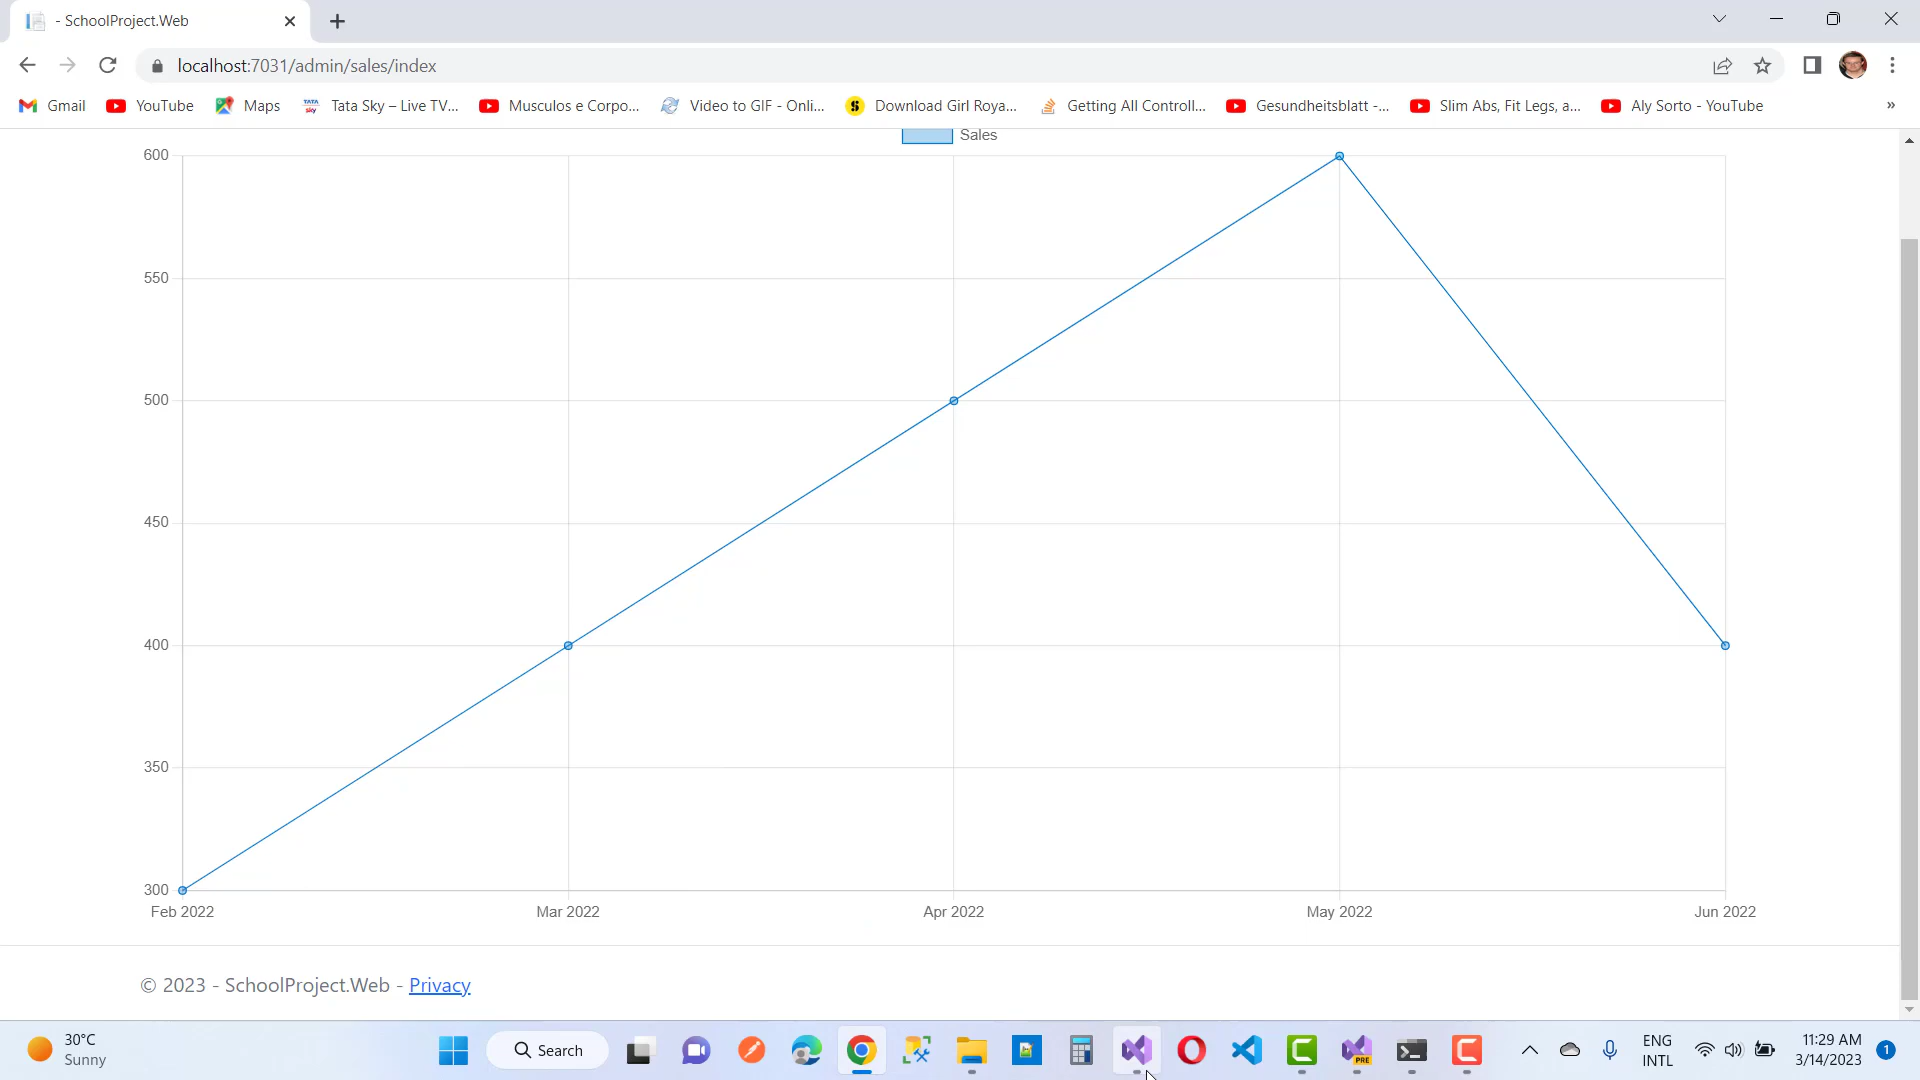 - SchoolProject.Web
localhost:7031/admin/sales/index
Gmail YouTube Maps Tata Sky – Live TV... Musculos e Corpo... Video to GIF - Onli... Download Girl Roya... Getting All Controll... Gesundheitsblatt -... Slim Abs, Fit Legs, a... Aly Sorto - YouTube »
Sales
600
550
500
450
400
350
300
Feb 2022 Mar 2022 Apr 2022 May 2022 Jun 2022
© 2023 - SchoolProject.Web - Privacy
30°C
Sunny
Search
PRE
ENG
INTL
11:29 AM
3/14/2023
1